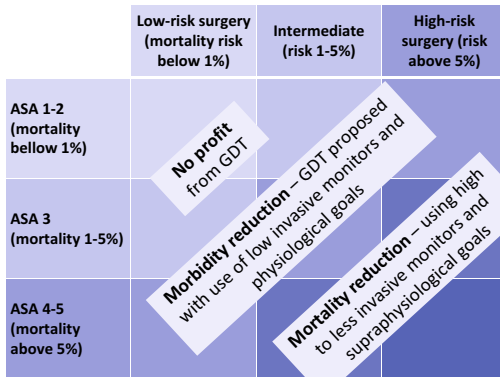 Low-risk surgery
(mortality risk
below 1%)
Intermediate
(risk 1-5%)
High-risk
surgery (risk
above 5%)
ASA 1-2
(mortality
bellow 1%)
ASA 3
(mortality 1-5%)
ASA 4-5
(mortality
above 5%)
No profit
from GDT
Morbidity reduction – GDT proposed
with use of low invasive monitors and
physiological goals
Mortality reduction – using high
to less invasive monitors and
supraphysiological goals